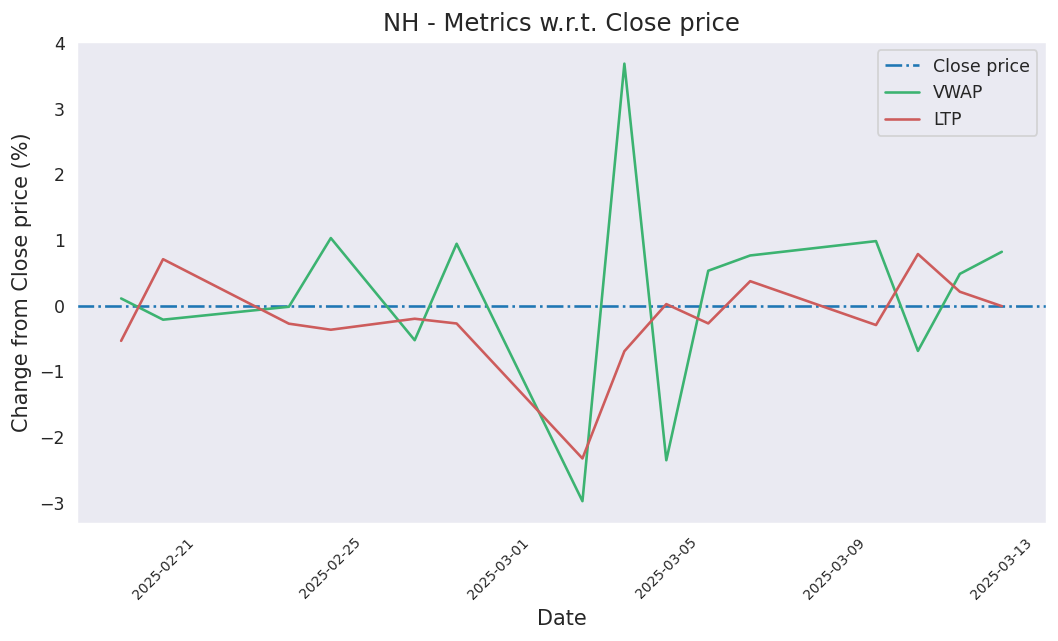 NH - Metrics w.r.t. Close price
Change from Close price (%)
4
3
2
1
0
−1
−2
−3
Close price
VWAP
LTP
2025-02-21
2025-02-25
2025-03-01
2025-03-05
2025-03-09
2025-03-13
Date